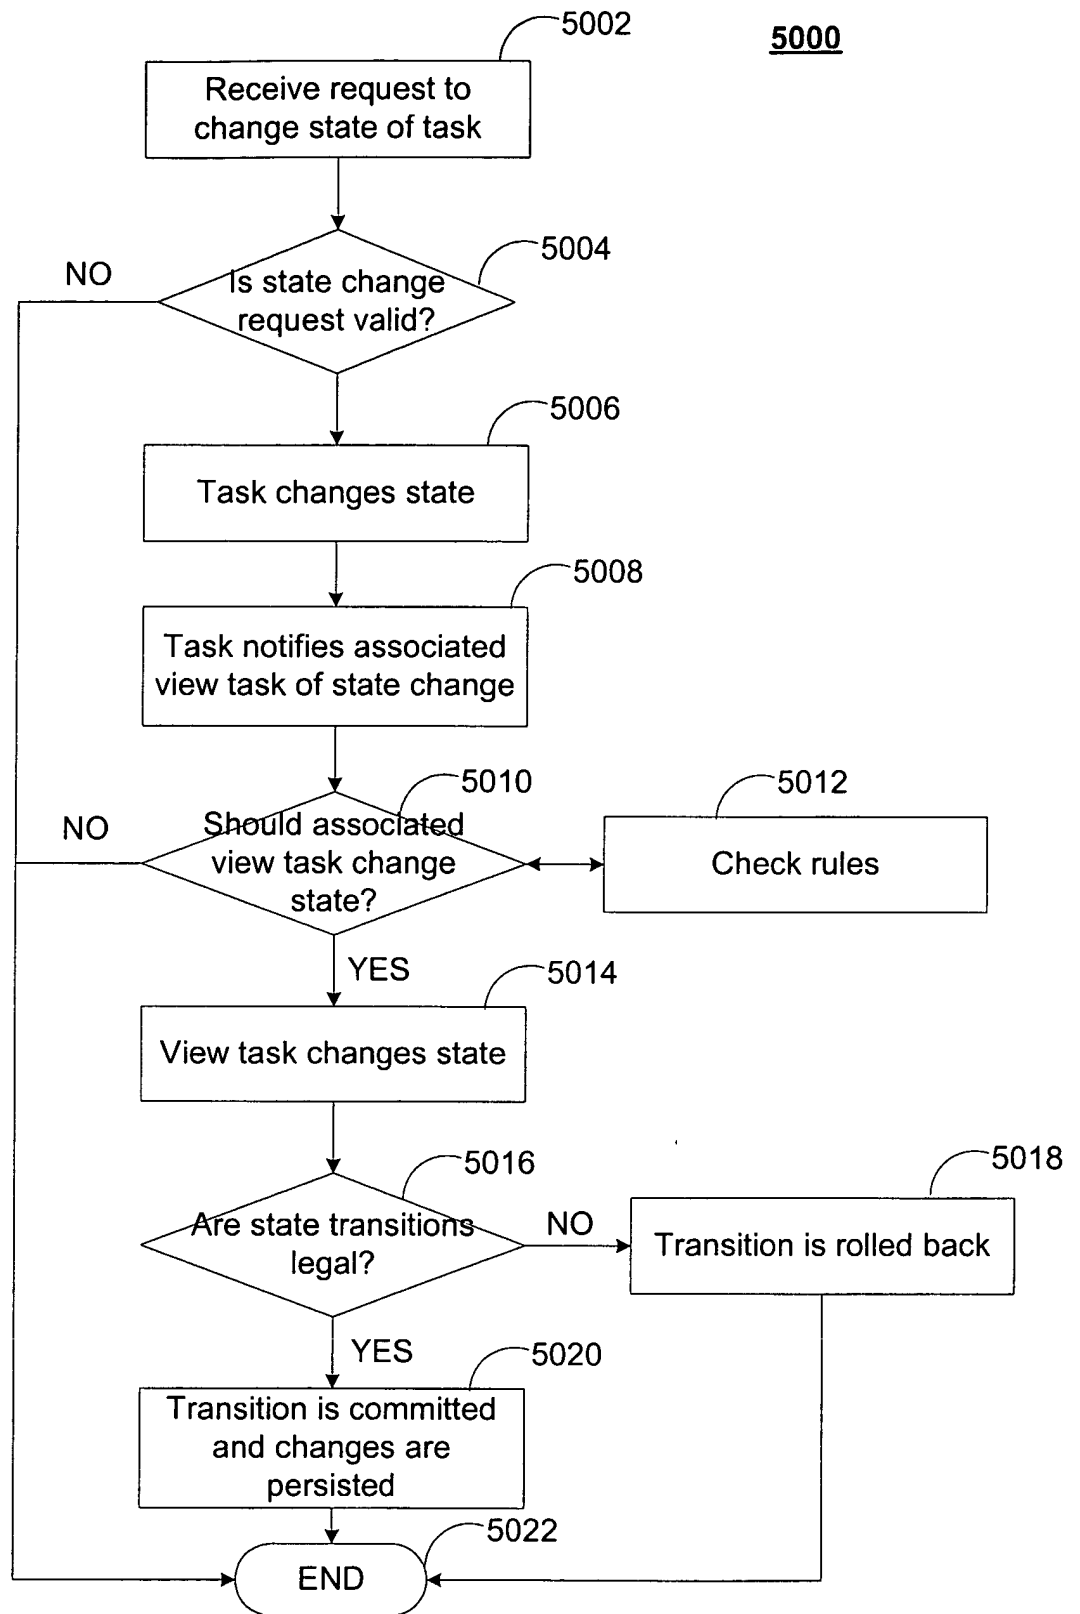 5002
5000
Receive request to
change state of task
5004
NO
Is state change
request valid?
5006
Task changes state
5008
Task notifies associated
view task of state change
5010
5012
NO
Should associated
view task change
state?
Check rules
YES
5014
View task changes state
5016
5018
Are state transitions
legal?
NO
Transition is rolled back
YES
5020
Transition is committed
and changes are
persisted
5022
END